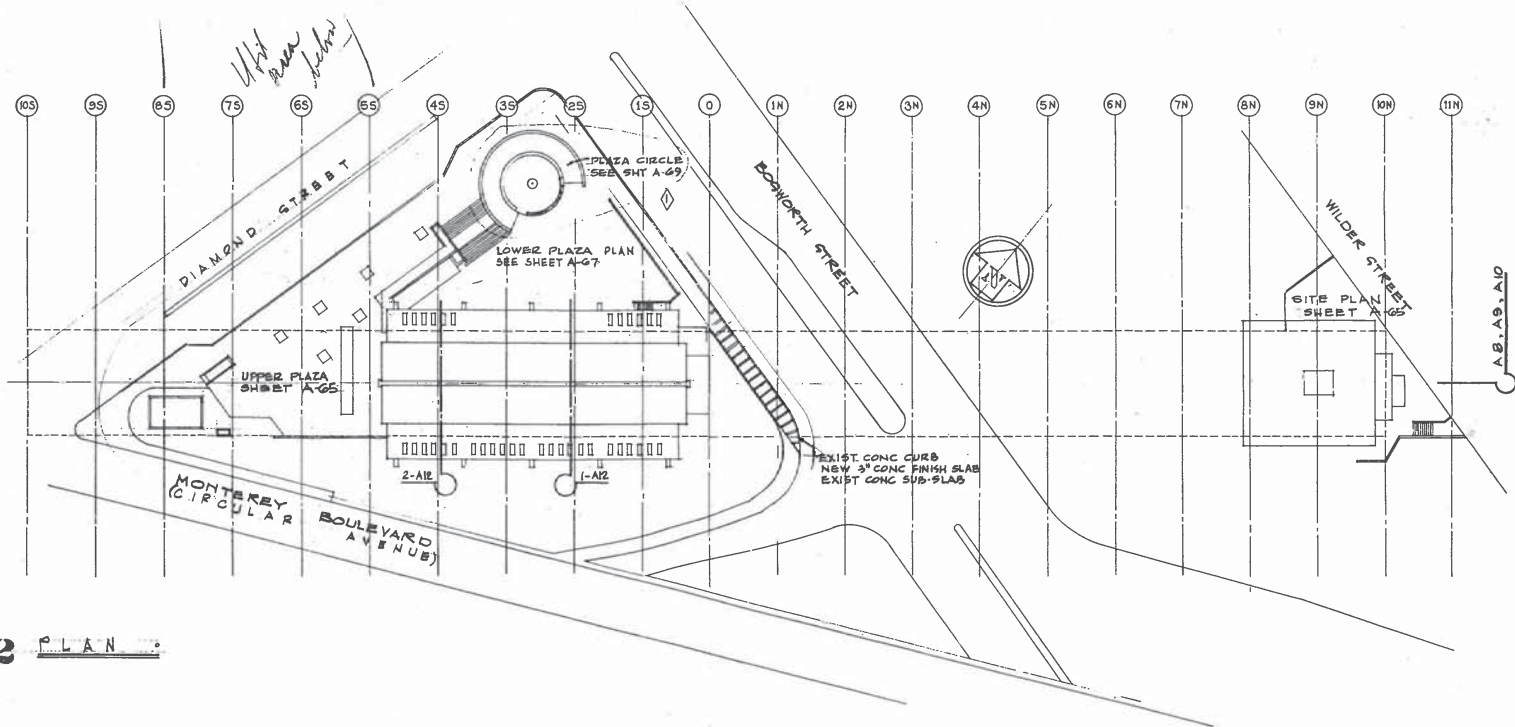 area
below
10S 9S 8S 7S 6S 5S 4S 3S 2S 1S 0 1N 2N 3N 4N 5N 6N 7N 8N 9N 10N 11N
DIAMOND STREET
PLAZA CIRCLE
SEE SHT A-69
1
BOSWORTH STREET
WILDER STREET
LOWER PLAZA PLAN
SEE SHEET A-67
N
SITE PLAN
SHEET A-65
A8, A9, A10
UPPER PLAZA
SHEET A-65
2-A12
1-A12
EXIST CONC CURB
NEW 3" CONC FINISH SLAB
EXIST CONC SUB-SLAB
MONTEREY BOULEVARD
(CIRCULAR AVENUE)
2 PLAN